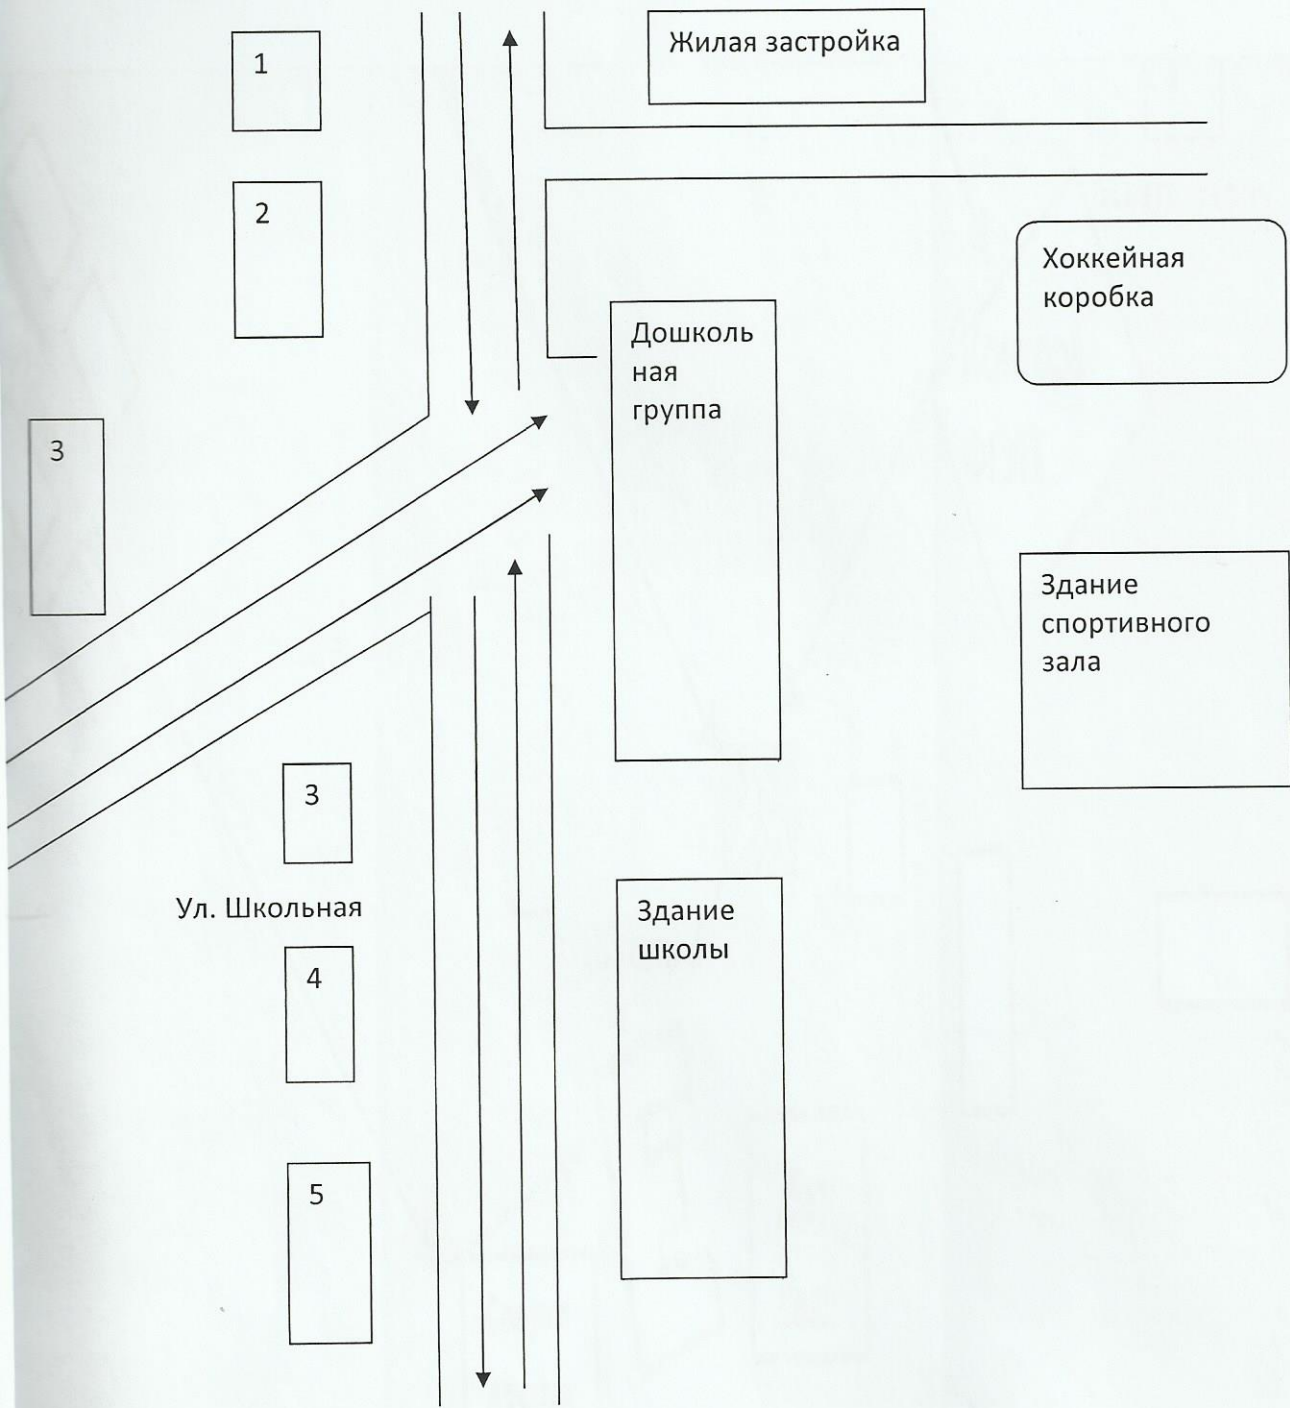 Жилая застройка
1
2
Хоккейная
коробка
Дошколь
ная
группа
3
Здание
спортивного
зала
3
Ул. Школьная
Здание
школы
4
5